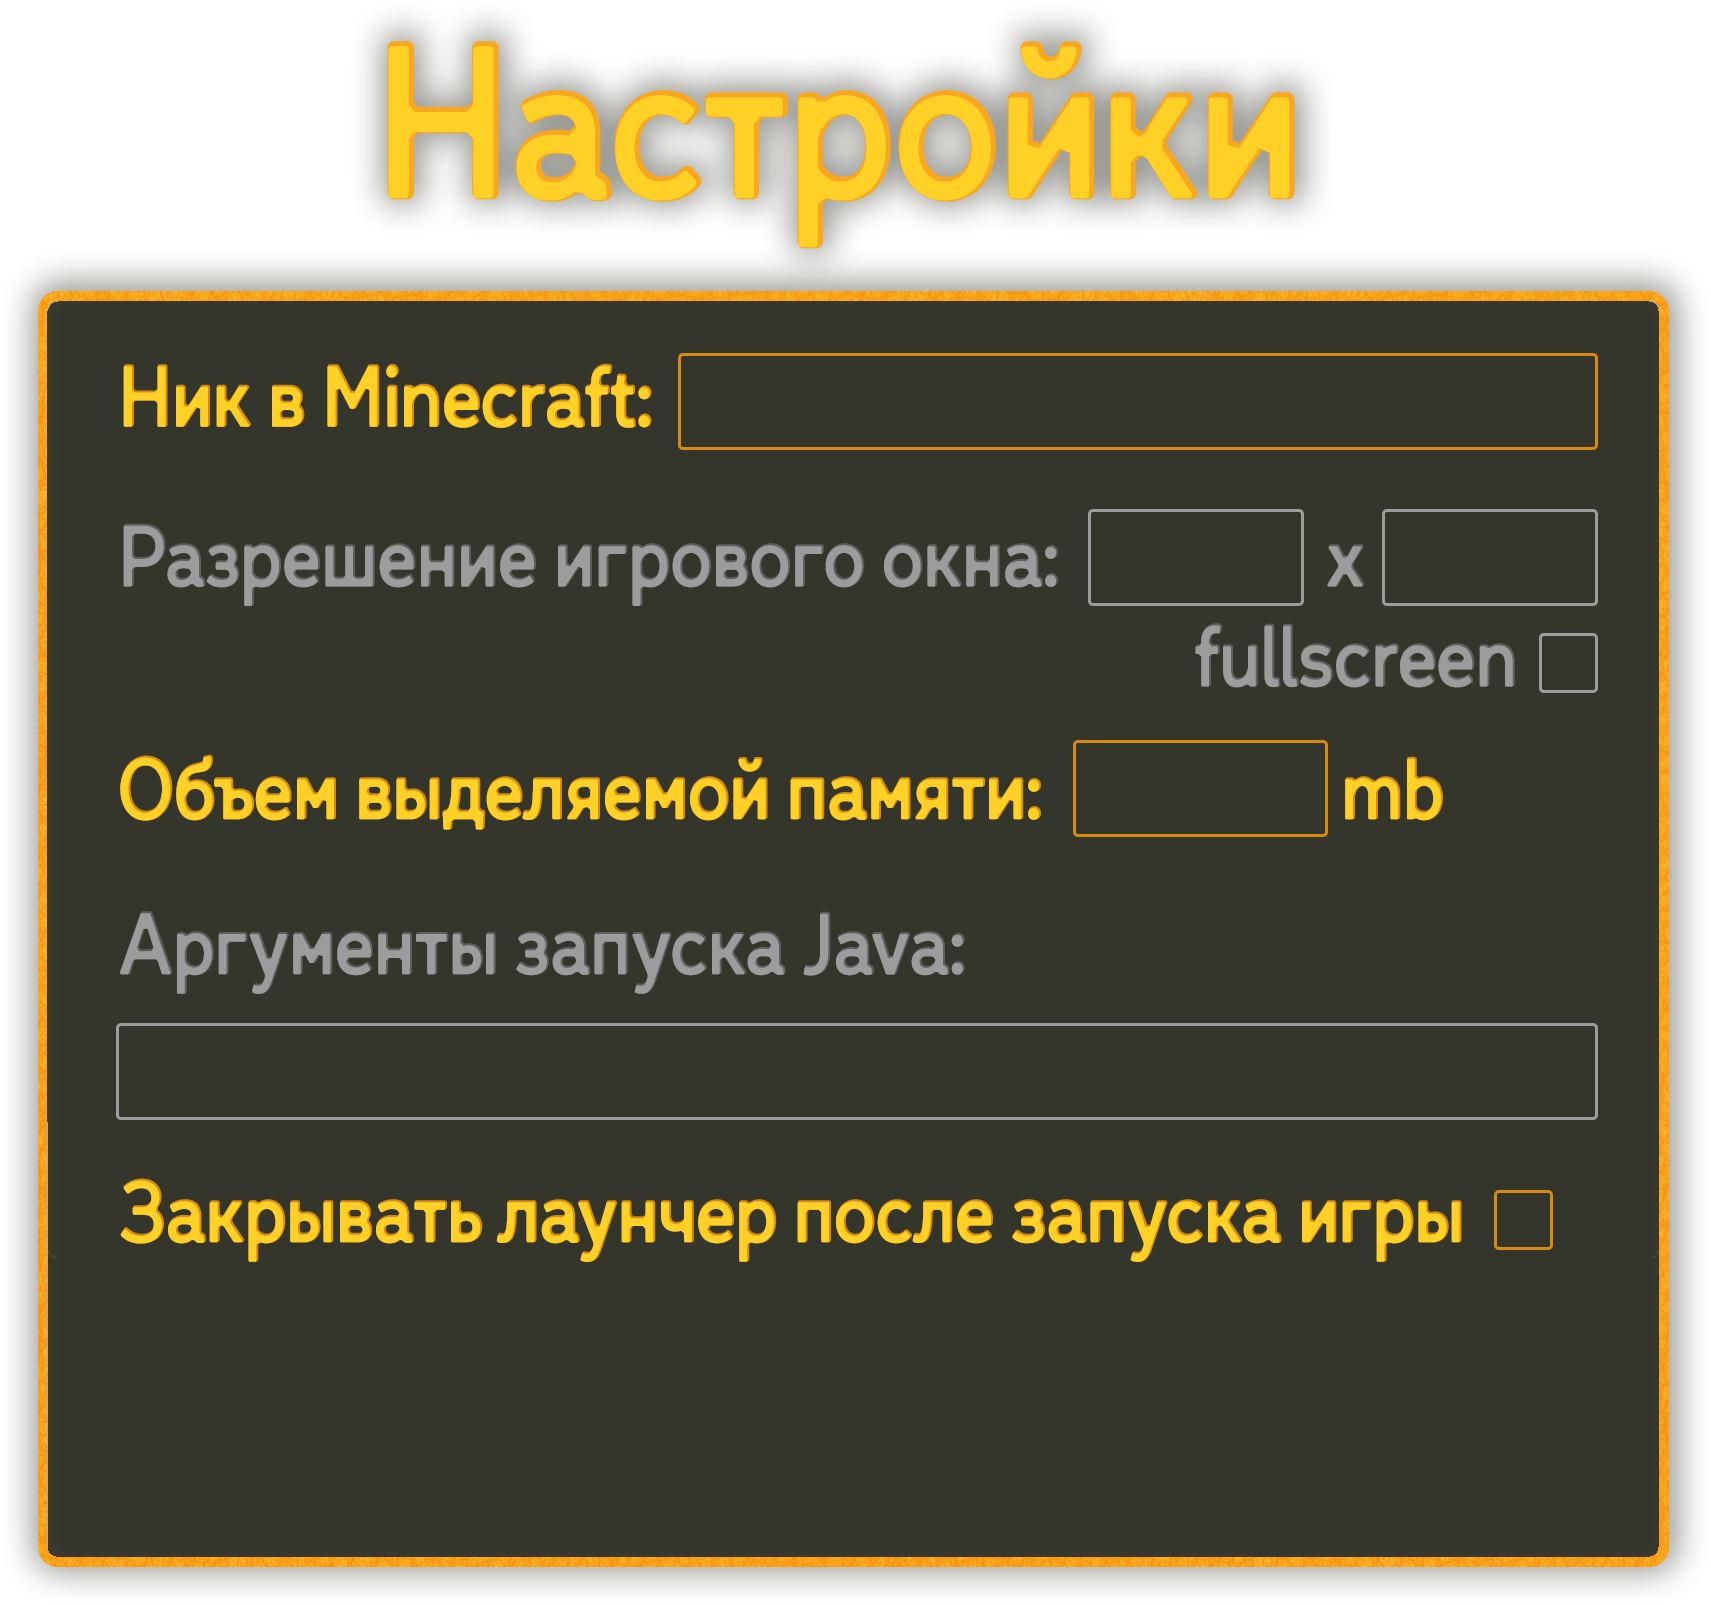 Настройки
Ник в Minecraft:
Разрешение игрового окна: x
fullscreen
Объем выделяемой памяти: mb
Аргументы запуска Java:
Закрывать лаунчер после запуска игры